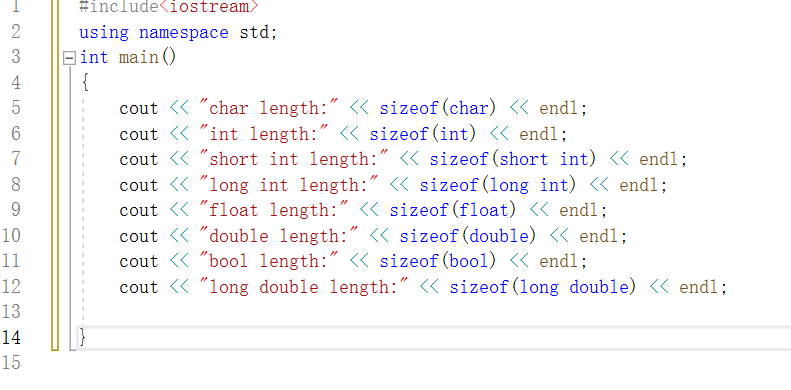 1 #include<iostream>
2 using namespace std;
3 int main()
4 {
5 cout << "char length:" << sizeof(char) << endl;
6 cout << "int length:" << sizeof(int) << endl;
7 cout << "short int length:" << sizeof(short int) << endl;
8 cout << "long int length:" << sizeof(long int) << endl;
9 cout << "float length:" << sizeof(float) << endl;
10 cout << "double length:" << sizeof(double) << endl;
11 cout << "bool length:" << sizeof(bool) << endl;
12 cout << "long double length:" << sizeof(long double) << endl;
13
14 }
15